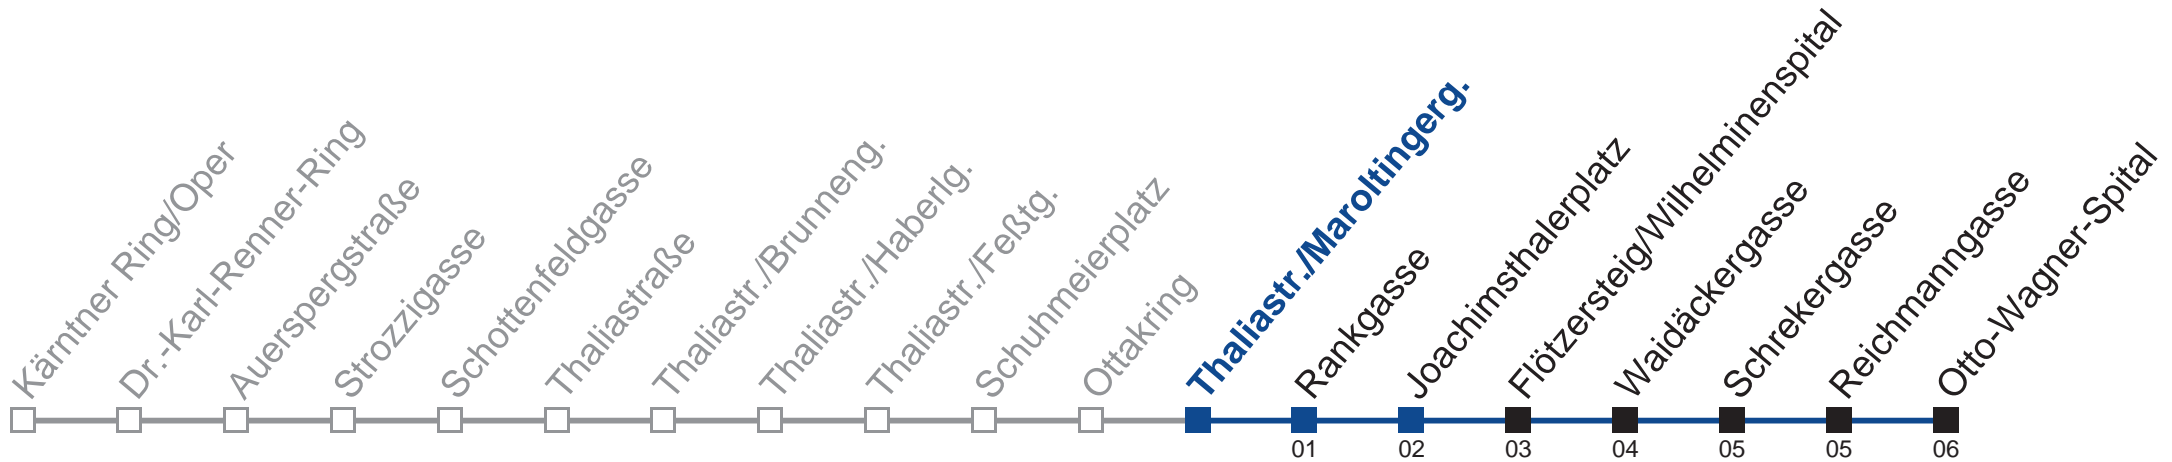 Kärntner Ring/Oper
Dr.-Karl-Renner-Ring
Auerspergstraße
Strozzigasse
Schottenfeldgasse
Thaliastraße
Thaliastr./Brunneng.
Thaliastr./Haberlg.
Thaliastr./Feßtg.
Schuhmeierplatz
Ottakring
Thaliastr./Maroltingerg.
Rankgasse
Joachimsthalerplatz
Flötzersteig/Wilhelminenspital
Waidäckergasse
Schrekergasse
Reichmanngasse
Otto-Wagner-Spital
01 02 03 04 05 05 06